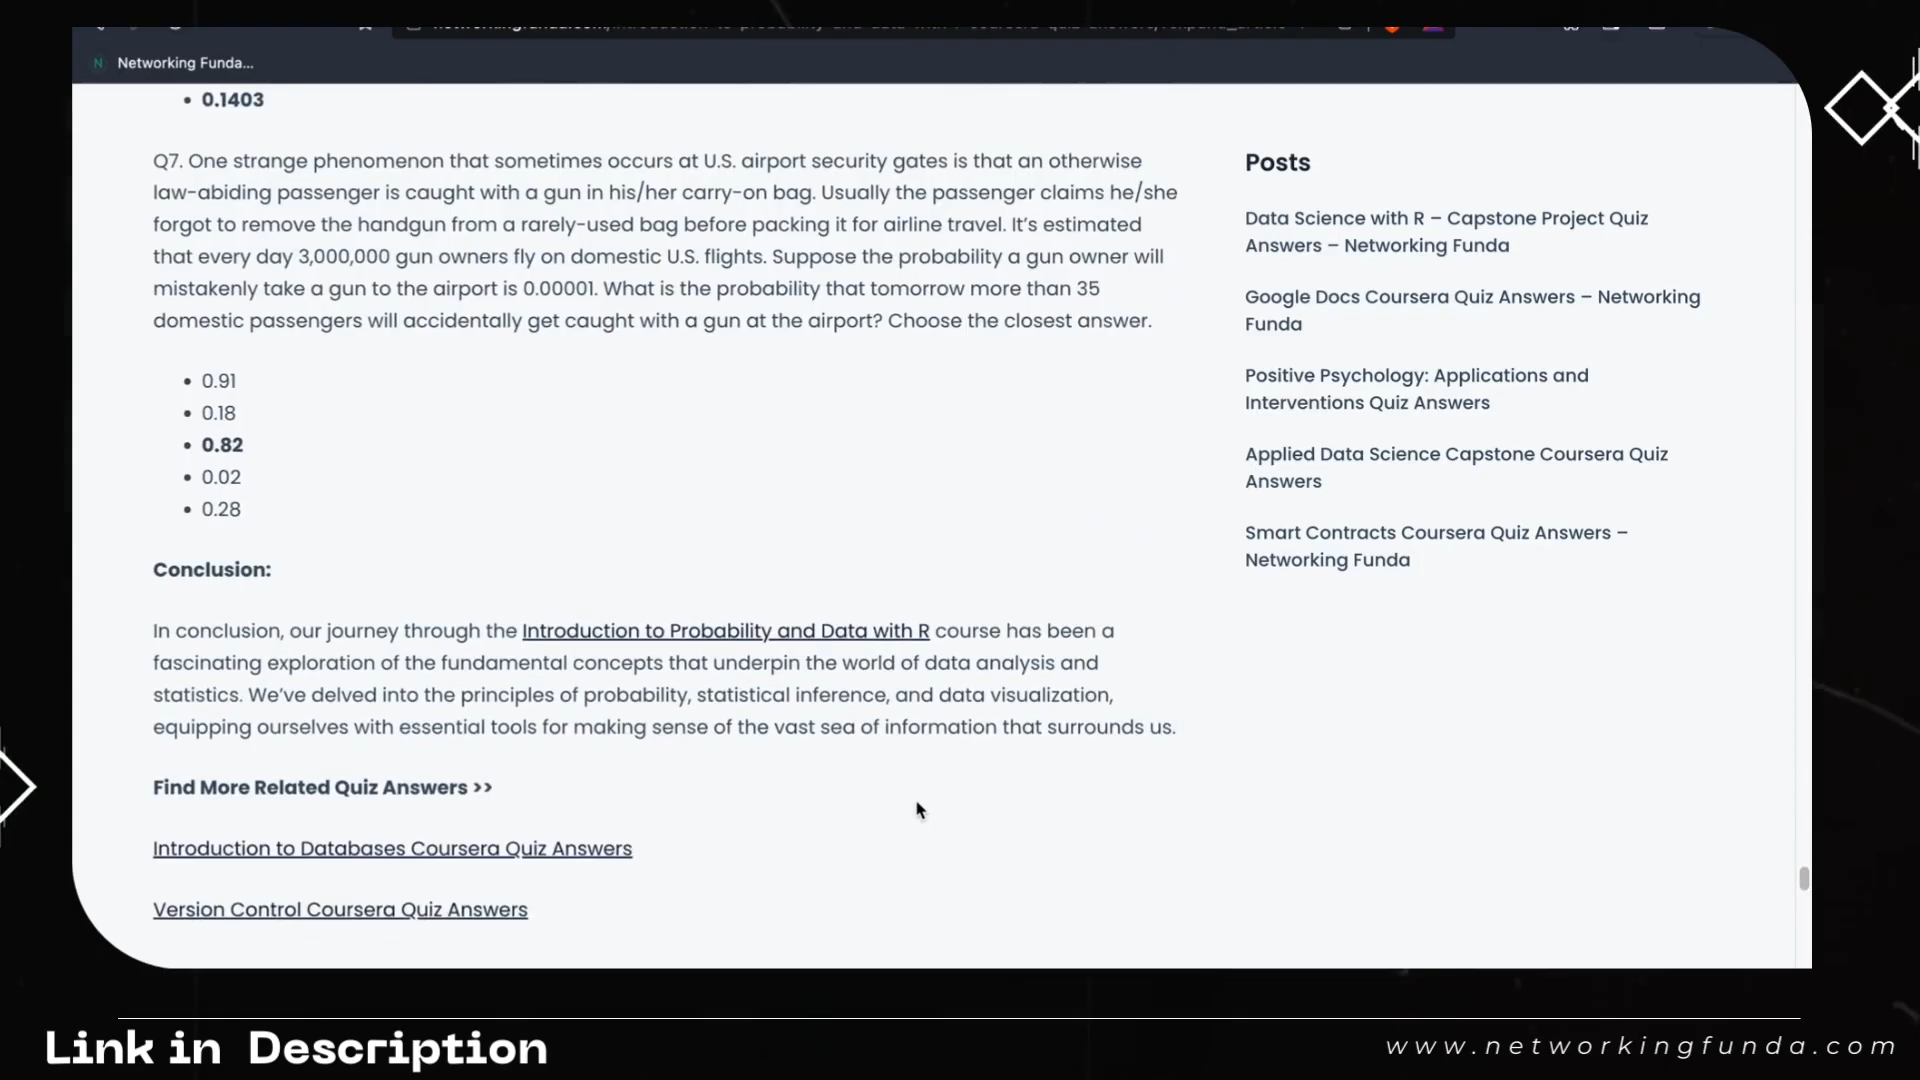 Networking Funda...
0.1403
Q7. One strange phenomenon that sometimes occurs at U.S. airport security gates is that an otherwise
law-abiding passenger is caught with a gun in his/her carry-on bag. Usually the passenger claims he/she
forgot to remove the handgun from a rarely-used bag before packing it for airline travel. It's estimated
that every day 3,000,000 gun owners fly on domestic U.S. flights. Suppose the probability a gun owner will
mistakenly take a gun to the airport is 0.00001. What is the probability that tomorrow more than 35
domestic passengers will accidentally get caught with a gun at the airport? Choose the closest answer.
0.91
0.18
0.82
0.02
0.28
Conclusion:
In conclusion, our journey through the Introduction to Probability and Data with R course has been a
fascinating exploration of the fundamental concepts that underpin the world of data analysis and
statistics. We've delved into the principles of probability, statistical inference, and data visualization,
equipping ourselves with essential tools for making sense of the vast sea of information that surrounds us.
Find More Related Quiz Answers >>
Introduction to Databases Coursera Quiz Answers
Version Control Coursera Quiz Answers
Posts
Data Science with R – Capstone Project Quiz
Answers – Networking Funda
Google Docs Coursera Quiz Answers – Networking
Funda
Positive Psychology: Applications and
Interventions Quiz Answers
Applied Data Science Capstone Coursera Quiz
Answers
Smart Contracts Coursera Quiz Answers –
Networking Funda
Link in Description
www.networkingfunda.com